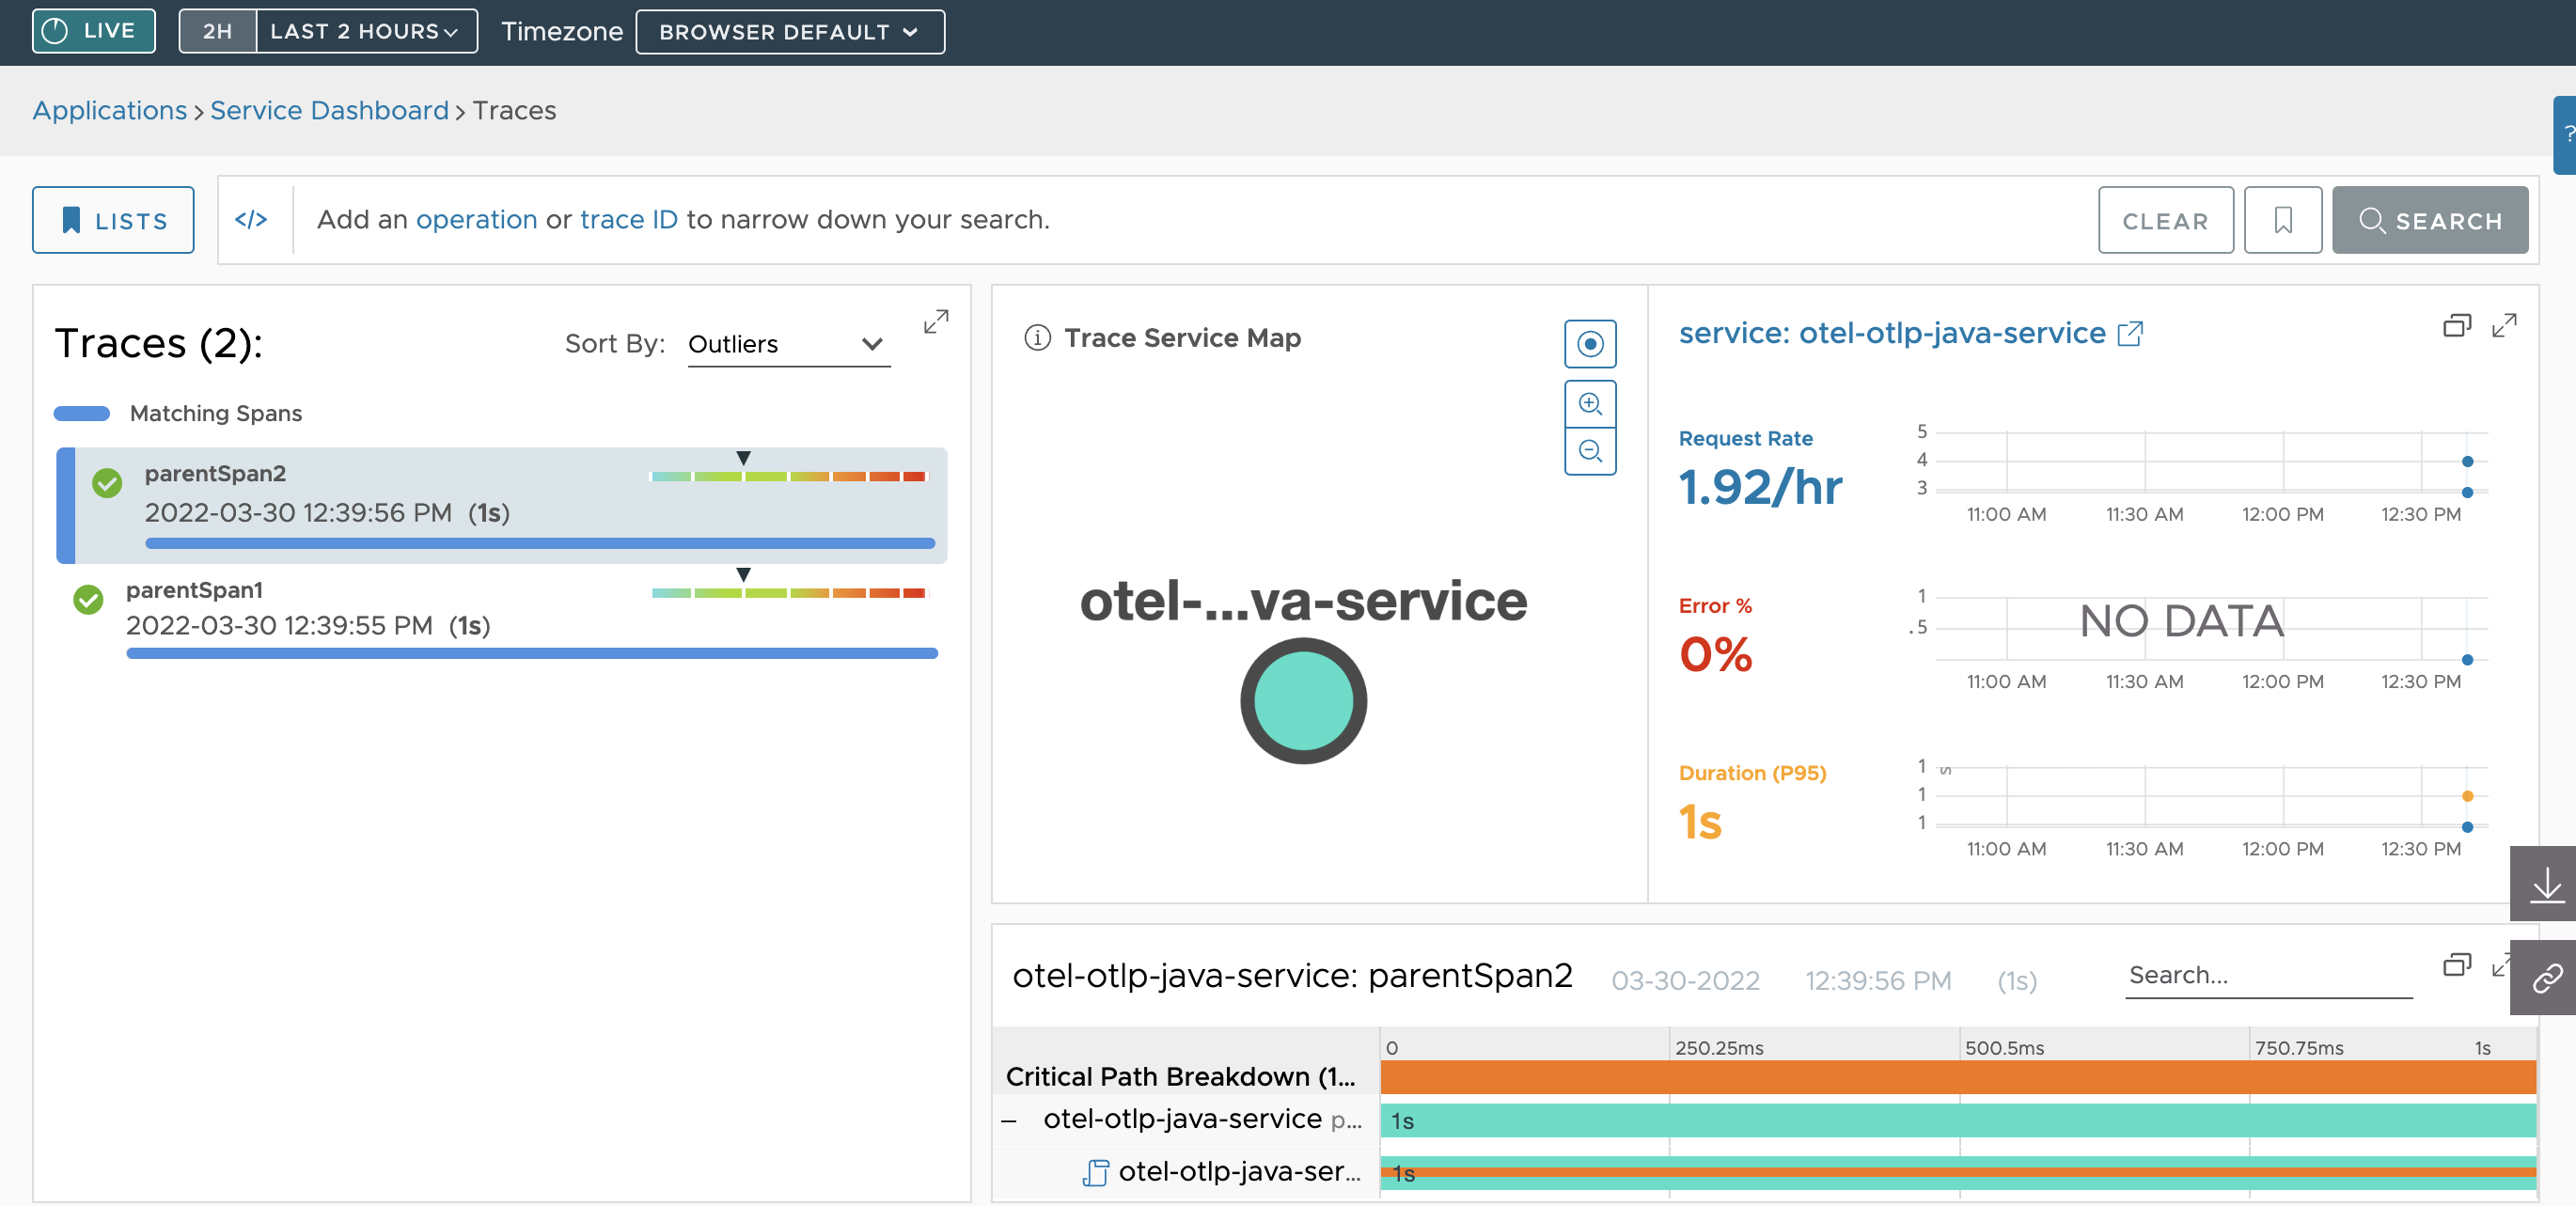 LIVE 2H LAST 2 HOURS Timezone BROWSER DEFAULT
Applications > Service Dashboard > Traces
?
LISTS </> Add an operation or trace ID to narrow down your search. CLEAR SEARCH
Traces (2):
Sort By: Outliers
Matching Spans
parentSpan2
2022-03-30 12:39:56 PM (1s)
parentSpan1
2022-03-30 12:39:55 PM (1s)
Trace Service Map
otel-...va-service
service: otel-otlp-java-service
Request Rate
1.92/hr
5
4
3
11:00 AM 11:30 AM 12:00 PM 12:30 PM
Error %
0%
1
.5
NO DATA
11:00 AM 11:30 AM 12:00 PM 12:30 PM
Duration (P95)
1s
1 s
1
1
11:00 AM 11:30 AM 12:00 PM 12:30 PM
otel-otlp-java-service: parentSpan2 03-30-2022 12:39:56 PM (1s) Search...
0 250.25ms 500.5ms 750.75ms 1s
Critical Path Breakdown (1...
– otel-otlp-java-service p... 1s
otel-otlp-java-ser... 1s